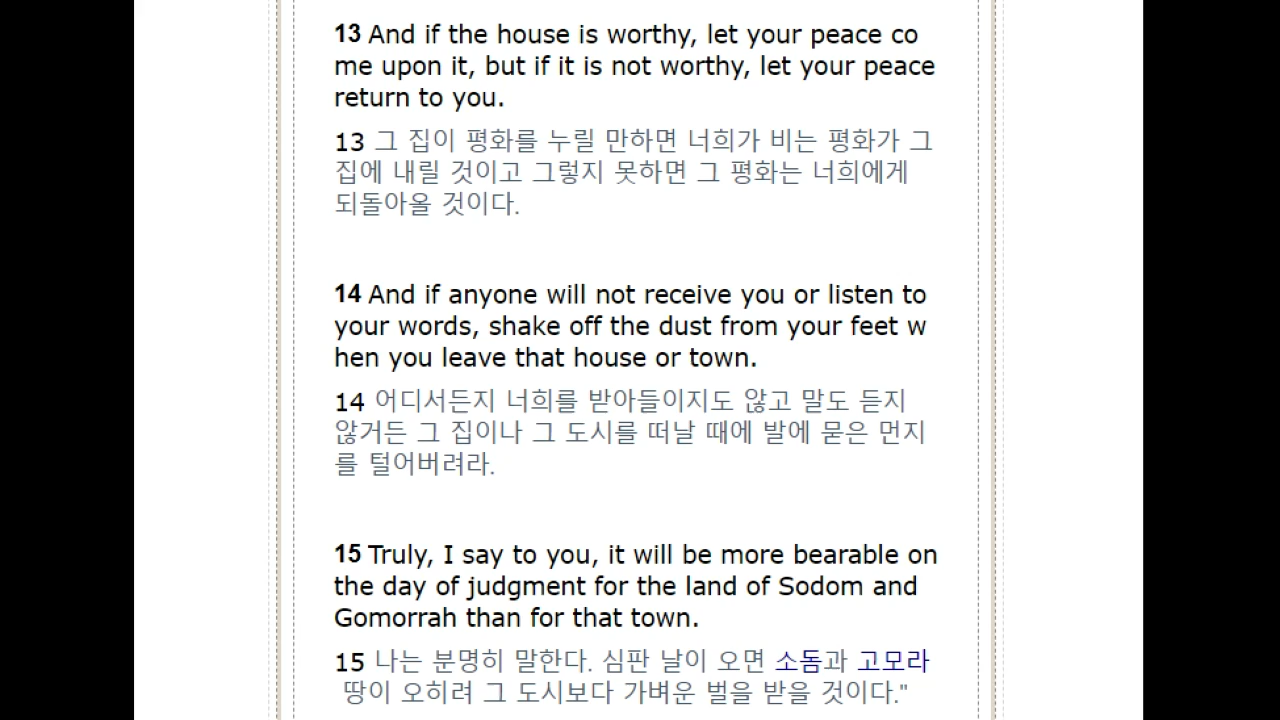 13 And if the house is worthy, let your peace co
me upon it, but if it is not worthy, let your peace
return to you.
13 그 집이 평화를 누릴 만하면 너희가 비는 평화가 그
집에 내릴 것이고 그렇지 못하면 그 평화는 너희에게
되돌아올 것이다.
14 And if anyone will not receive you or listen to
your words, shake off the dust from your feet w
hen you leave that house or town.
14 어디서든지 너희를 받아들이지도 않고 말도 듣지
않거든 그 집이나 그 도시를 떠날 때에 발에 묻은 먼지
를 털어버려라.
15 Truly, I say to you, it will be more bearable on
the day of judgment for the land of Sodom and
Gomorrah than for that town.
15 나는 분명히 말한다. 심판 날이 오면 소돔과 고모라
땅이 오히려 그 도시보다 가벼운 벌을 받을 것이다."